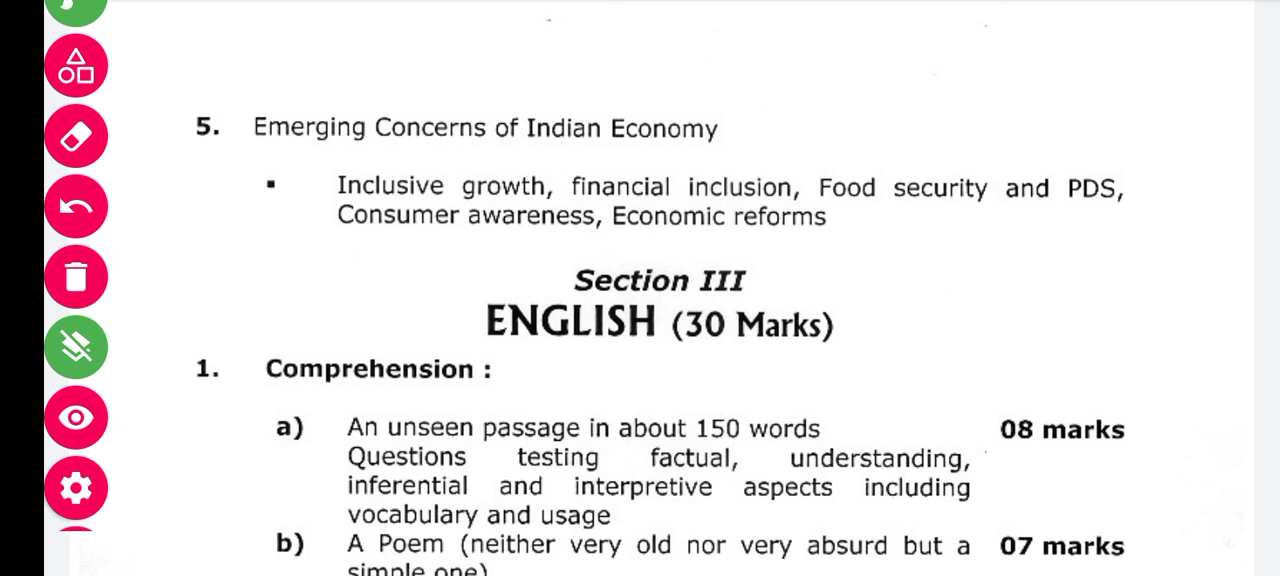 5. Emerging Concerns of Indian Economy
▪ Inclusive growth, financial inclusion, Food security and PDS,
Consumer awareness, Economic reforms
Section III
ENGLISH (30 Marks)
1. Comprehension :
a) An unseen passage in about 150 words 08 marks
Questions testing factual, understanding,
inferential and interpretive aspects including
vocabulary and usage
b) A Poem (neither very old nor very absurd but a 07 marks
simple one)